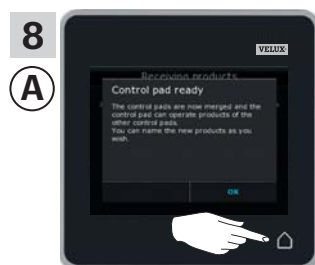 8
A
VELUX
Receiving products
Control pad ready
The control pads are now merged and the
control pad can operate products of the
other control pads.
You can name the new products as you
wish.
OK